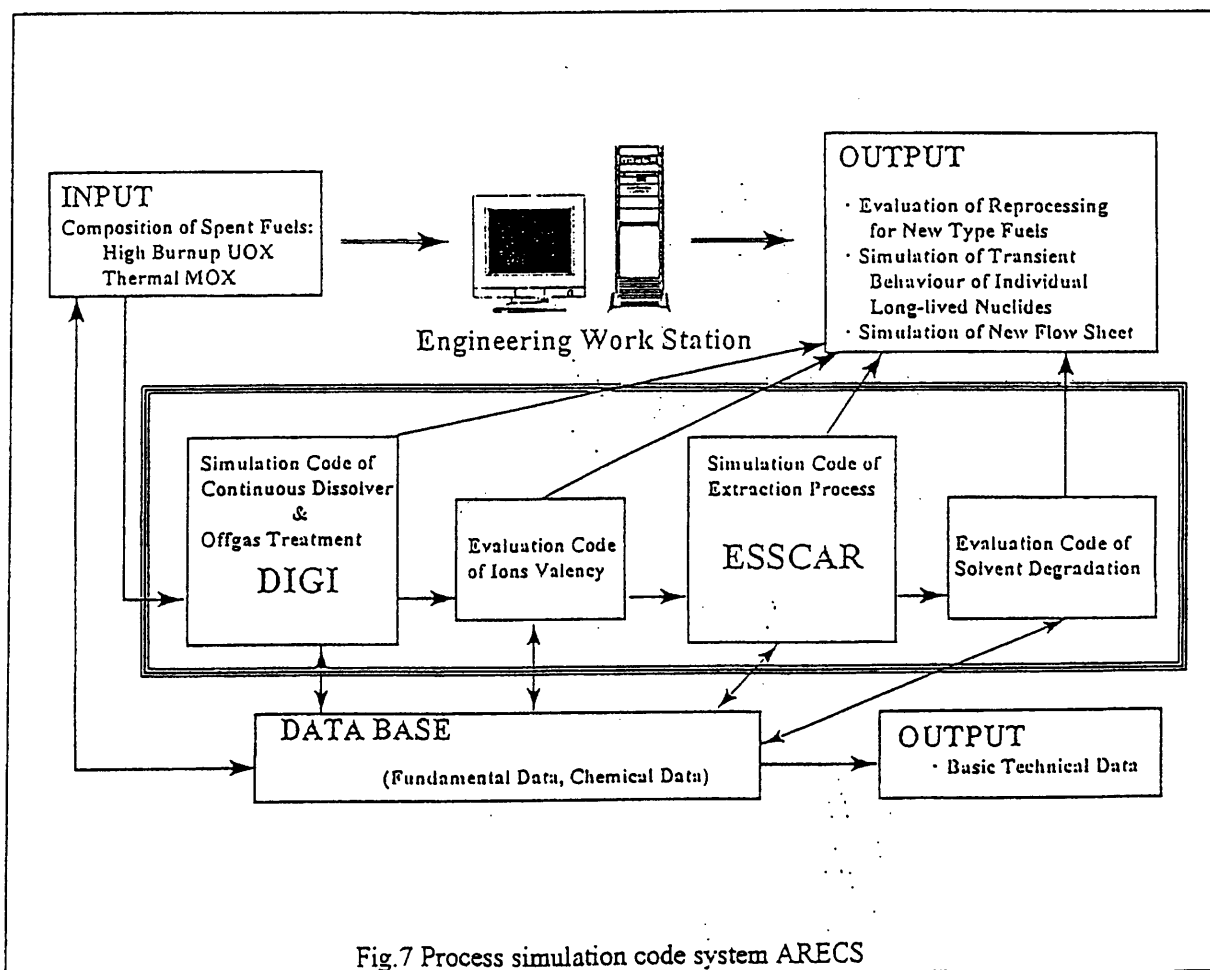 INPUT
Composition of Spent Fuels:
High Burnup UOX
Thermal MOX
Engineering Work Station
OUTPUT
· Evaluation of Reprocessing
for New Type Fuels
· Simulation of Transient
Behaviour of Individual
Long-lived Nuclides
· Simulation of New Flow Sheet
Simulation Code of
Continuous Dissolver
&
Offgas Treatment
DIGI
Evaluation Code
of Ions Valency
Simulation Code of
Extraction Process
ESSCAR
Evaluation Code of
Solvent Degradation
DATA BASE
(Fundamental Data, Chemical Data)
OUTPUT
· Basic Technical Data
Fig.7 Process simulation code system ARECS